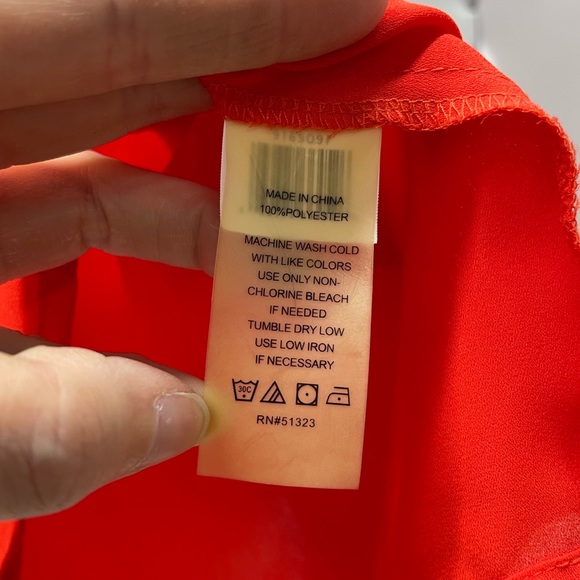 MADE IN CHINA
100%POLYESTER
MACHINE WASH COLD
WITH LIKE COLORS
USE ONLY NON-
CHLORINE BLEACH
IF NEEDED
TUMBLE DRY LOW
USE LOW IRON
IF NECESSARY
30C
RN#51323